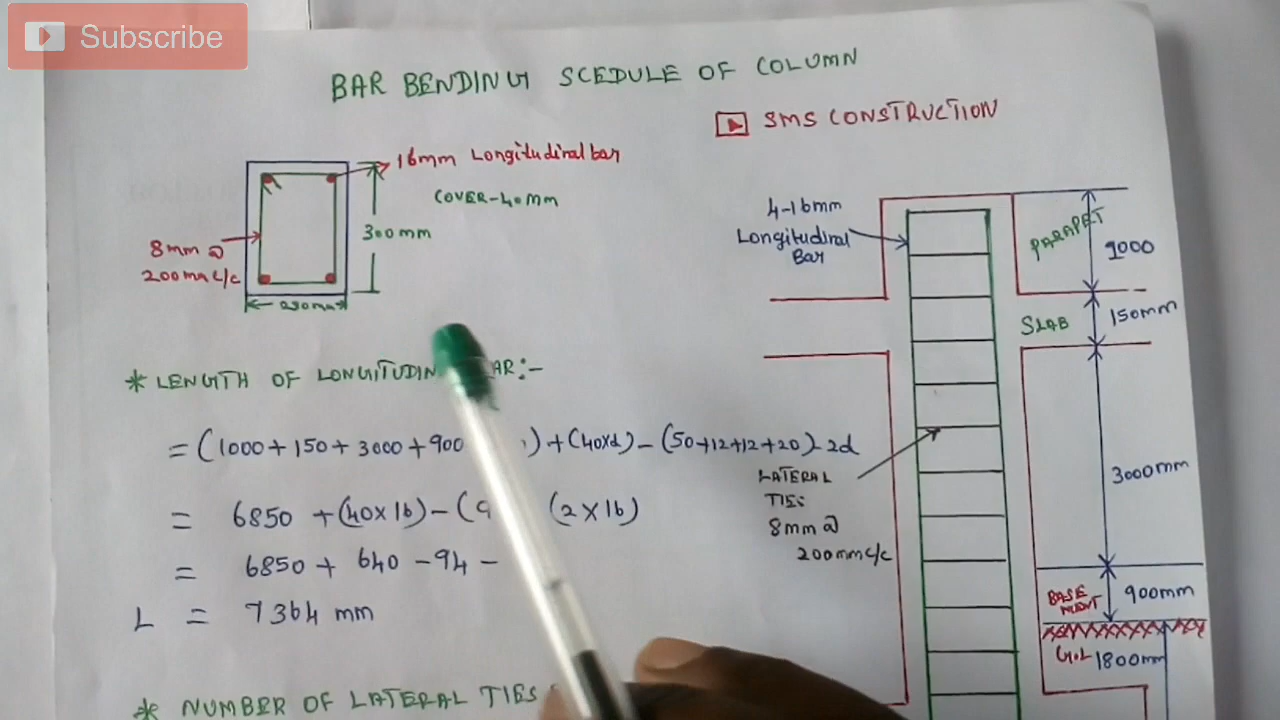 Subscribe
BAR BENDING SCEDULE OF COLUMN
SMS CONSTRUCTION
16mm Longitudinal bar
COVER-40mm
300mm
8mm @
200mm c/c
230mm
4-16mm
Longitudinal
Bar
PARAPET
1000
SLAB
150mm
* LENGTH OF
= (1000+150+3000+900 ) + (40xd) - (50+12+12+20) - 2d
= 6850 + (40 x 16) - ( (2 x 16)
= 6850 + 640 - 94 -
L = 7364 mm
LATERAL
TIES
8mm @
200mm c/c
3000mm
BASE
MENT
900mm
G.L
1800mm
* NUMBER OF LATERAL TIES